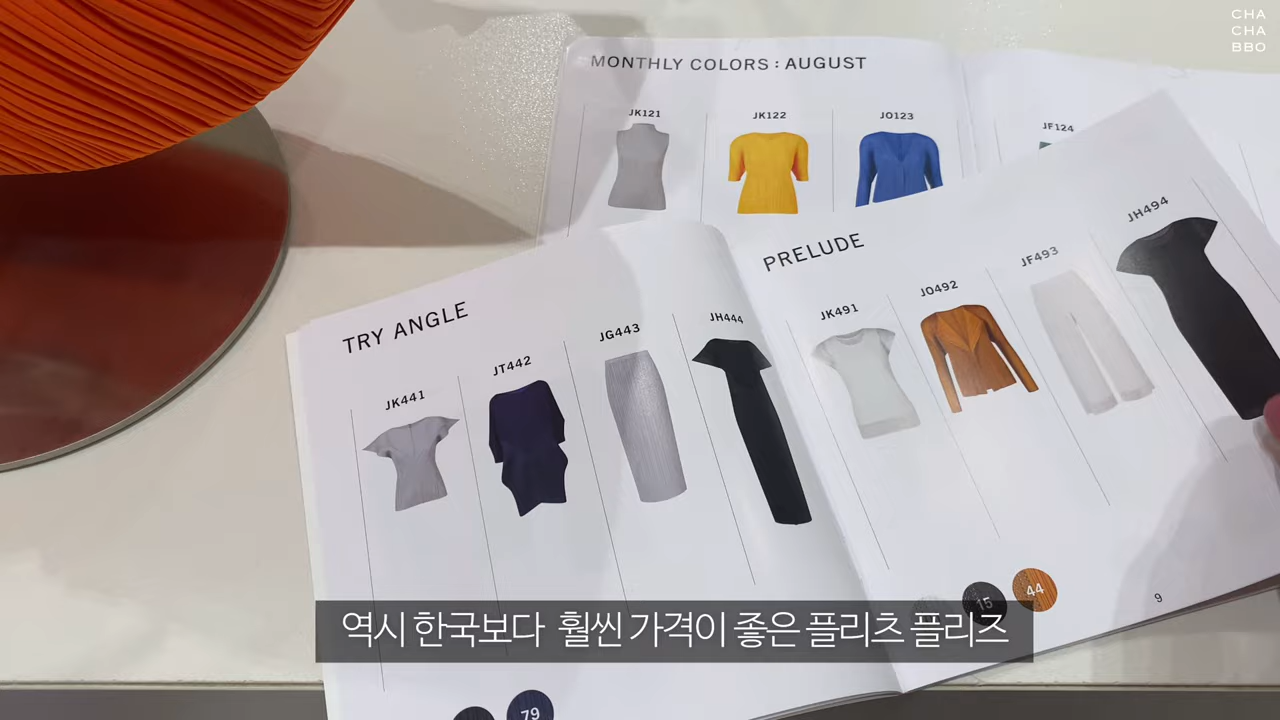 CHA
CHA
BBO
MONTHLY COLORS : AUGUST
JK121
JK122
JO123
JF124
TRY ANGLE
JK441
JT442
JG443
JH444
PRELUDE
JK491
JO492
JF493
JH494
15
44
9
79
역시 한국보다 훨씬 가격이 좋은 플리츠 플리즈